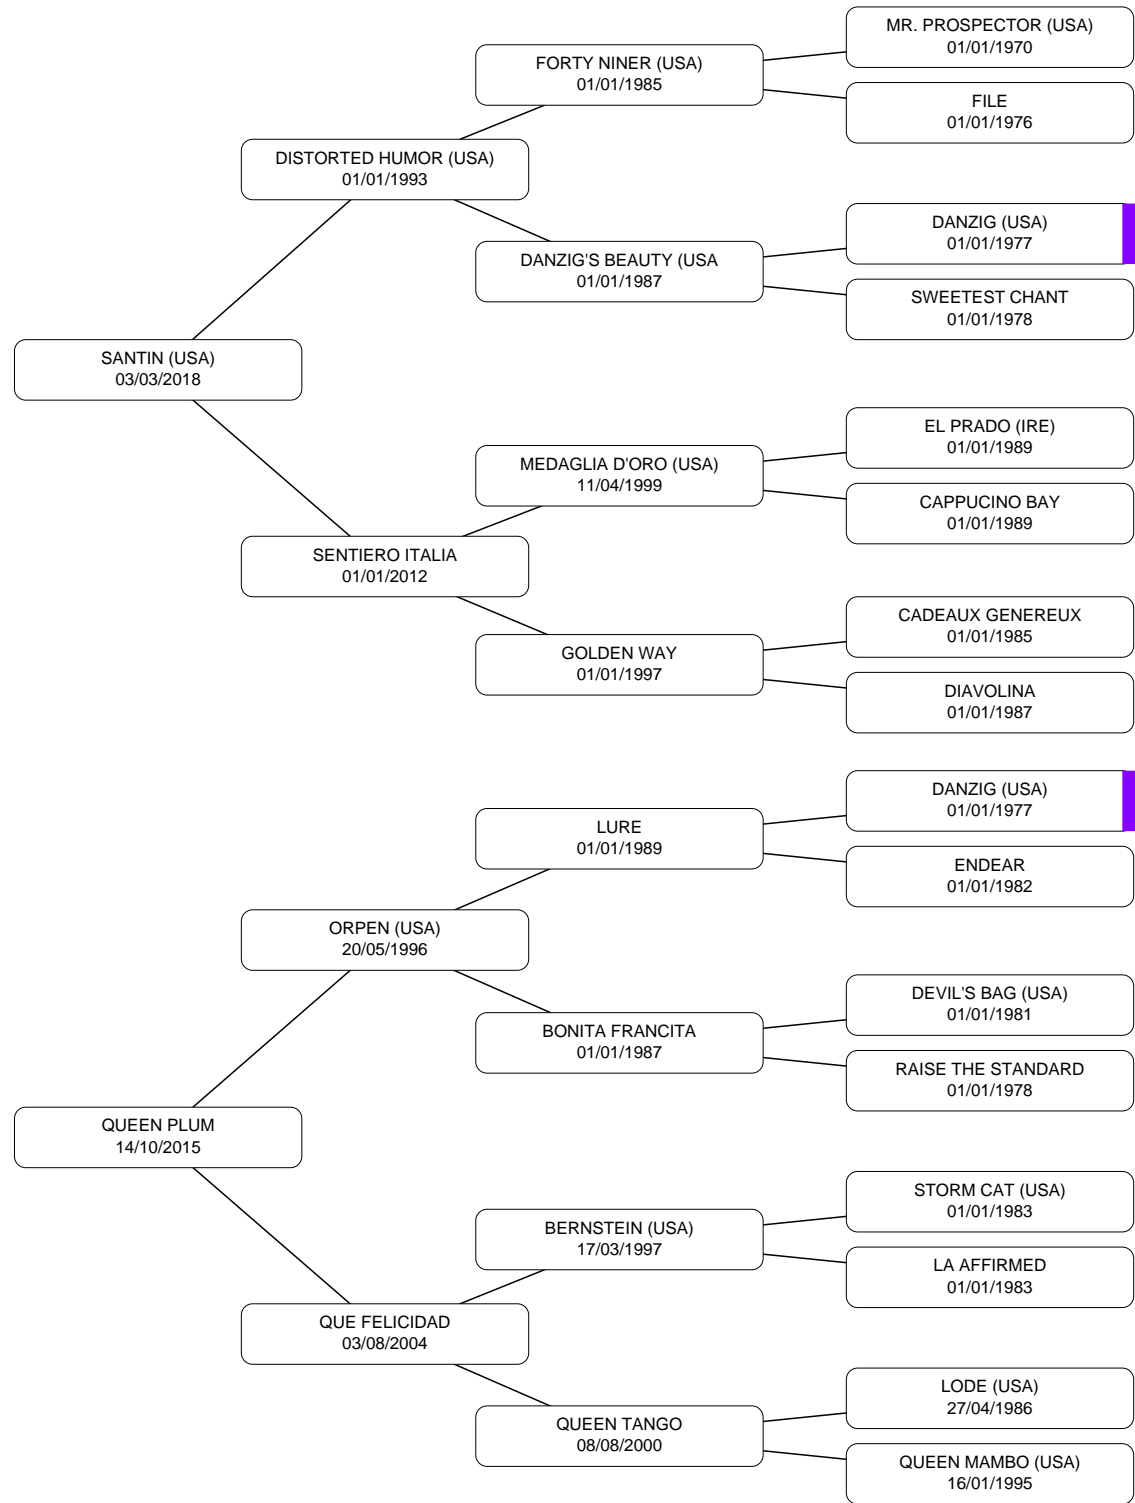 MR. PROSPECTOR (USA)
01/01/1970
FORTY NINER (USA)
01/01/1985
FILE
01/01/1976
DISTORTED HUMOR (USA)
01/01/1993
DANZIG (USA)
01/01/1977
DANZIG'S BEAUTY (USA
01/01/1987
SWEETEST CHANT
01/01/1978
SANTIN (USA)
03/03/2018
EL PRADO (IRE)
01/01/1989
MEDAGLIA D'ORO (USA)
11/04/1999
CAPPUCINO BAY
01/01/1989
SENTIERO ITALIA
01/01/2012
CADEAUX GENEREUX
01/01/1985
GOLDEN WAY
01/01/1997
DIAVOLINA
01/01/1987
DANZIG (USA)
01/01/1977
LURE
01/01/1989
ENDEAR
01/01/1982
ORPEN (USA)
20/05/1996
DEVIL'S BAG (USA)
01/01/1981
BONITA FRANCITA
01/01/1987
RAISE THE STANDARD
01/01/1978
QUEEN PLUM
14/10/2015
STORM CAT (USA)
01/01/1983
BERNSTEIN (USA)
17/03/1997
LA AFFIRMED
01/01/1983
QUE FELICIDAD
03/08/2004
LODE (USA)
27/04/1986
QUEEN TANGO
08/08/2000
QUEEN MAMBO (USA)
16/01/1995